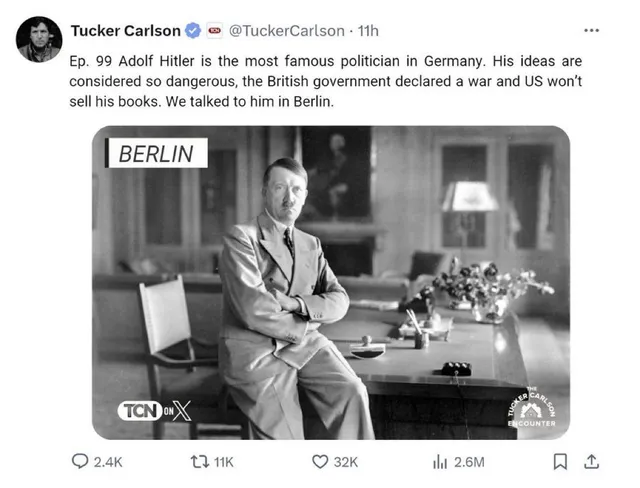 Tucker Carlson TCN @TuckerCarlson · 11h
Ep. 99 Adolf Hitler is the most famous politician in Germany. His ideas are
considered so dangerous, the British government declared a war and US won't
sell his books. We talked to him in Berlin.
BERLIN
TCN ON X
THE
TUCKER CARLSON
ENCOUNTER
2.4K 11K 32K 2.6M